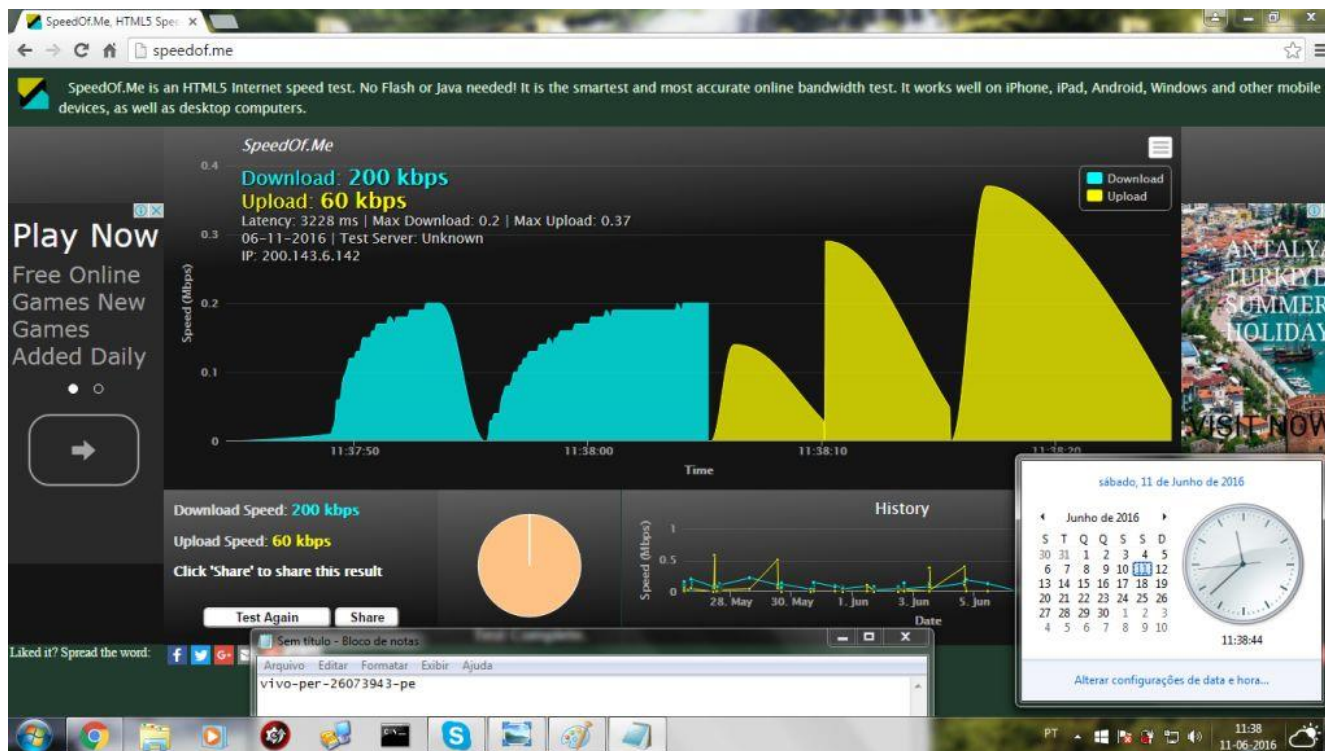 SpeedOf.Me, HTML5 Spe
speedof.me
SpeedOf.Me is an HTML5 Internet speed test. No Flash or Java needed! It is the smartest and most accurate online bandwidth test. It works well on iPhone, iPad, Android, Windows and other mobile
devices, as well as desktop computers.
SpeedOf.Me
Download: 200 kbps
Upload: 60 kbps
Latency: 3228 ms | Max Download: 0.2 | Max Upload: 0.37
06-11-2016 | Test Server: Unknown
IP: 200.143.6.142
Download
Upload
Speed (Mbps)
0.4
0.3
0.2
0.1
0
11:37:50 11:38:00 11:38:10 11:38:20
Time
Play Now
Free Online
Games New
Games
Added Daily
ANTALYA
TURKIYE
SUMMER
HOLIDAY
VISIT NOW
Download Speed: 200 kbps
Upload Speed: 60 kbps
Click 'Share' to share this result
Test Again Share
Test Complete
History
Speed (Mbps)
1
0.5
0
28. May 30. May 1. Jun 3. Jun 5. Jun
Date
Liked it? Spread the word:
f G+
Sem título - Bloco de notas
Arquivo Editar Formatar Exibir Ajuda
vivo-per-26073943-pe
sábado, 11 de Junho de 2016
Junho de 2016
S T Q Q S S D
30 31 1 2 3 4 5
6 7 8 9 10 11 12
13 14 15 16 17 18 19
20 21 22 23 24 25 26
27 28 29 30 1 2 3
4 5 6 7 8 9 10
11:38:44
Alterar configurações de data e hora...
PT
11:38
11-06-2016